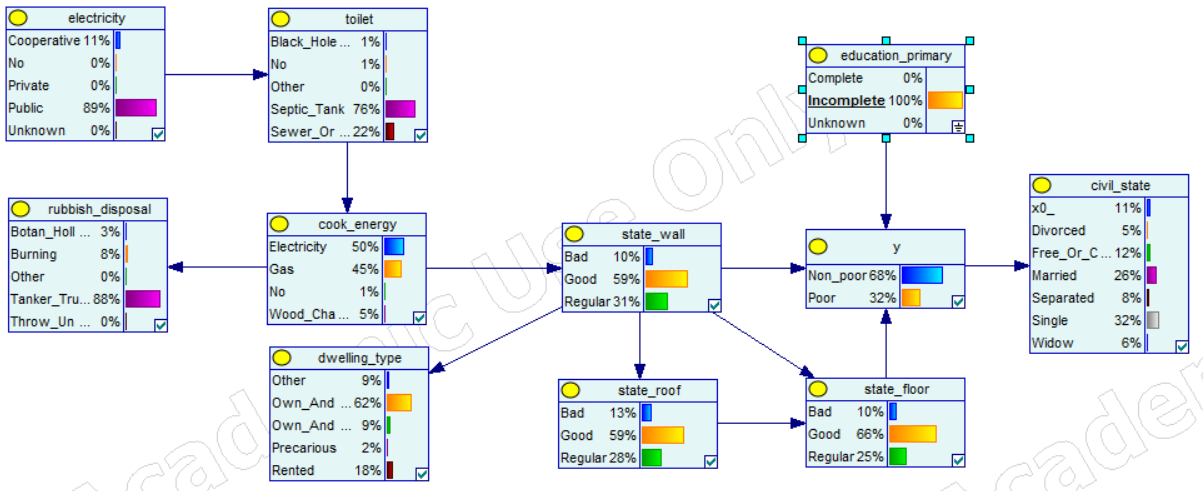 electricity
Cooperative 11%
No 0%
Private 0%
Public 89%
Unknown 0%
toilet
Black_Hole ... 1%
No 1%
Other 0%
Septic_Tank 76%
Sewer_Or ... 22%
education_primary
Complete 0%
Incomplete 100%
Unknown 0%
rubbish_disposal
Botan_Holl ... 3%
Burning 8%
Other 0%
Tanker_Tru... 88%
Throw_Un ... 0%
cook_energy
Electricity 50%
Gas 45%
No 1%
Wood_Cha... 5%
state_wall
Bad 10%
Good 59%
Regular 31%
y
Non_poor 68%
Poor 32%
civil_state
x0_ 11%
Divorced 5%
Free_Or_C ... 12%
Married 26%
Separated 8%
Single 32%
Widow 6%
dwelling_type
Other 9%
Own_And ... 62%
Own_And ... 9%
Precarious 2%
Rented 18%
state_roof
Bad 13%
Good 59%
Regular 28%
state_floor
Bad 10%
Good 66%
Regular 25%
Use Only